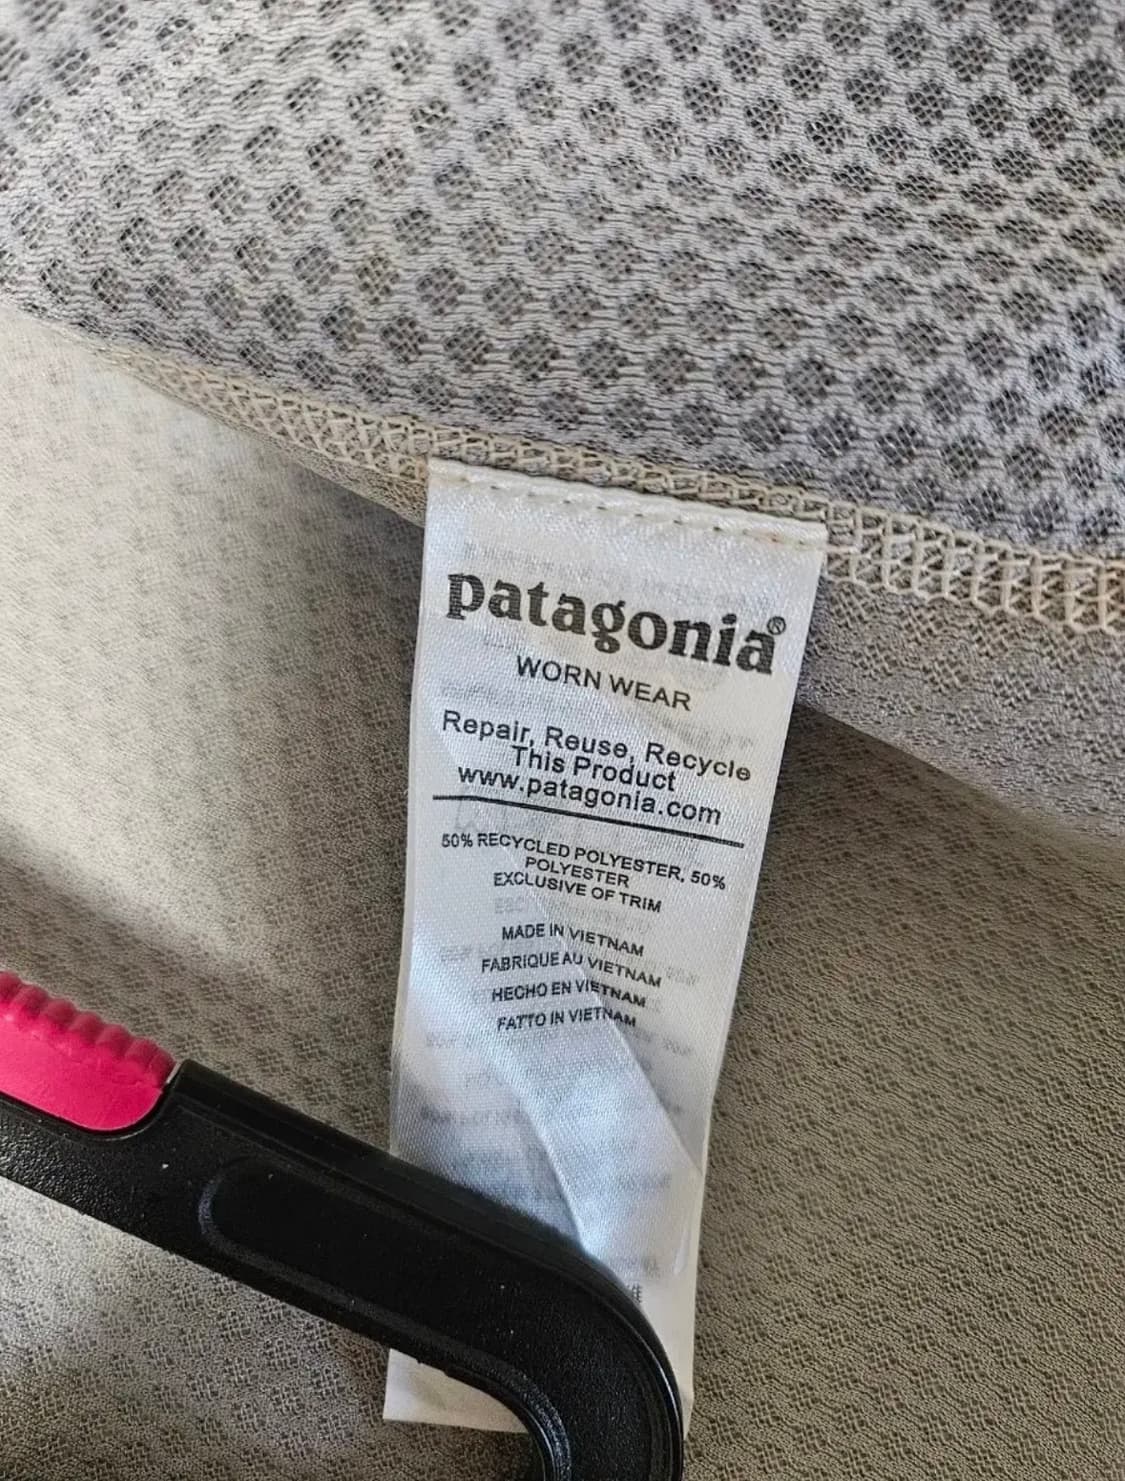 patagonia®
WORN WEAR
Repair, Reuse, Recycle
This Product
www.patagonia.com
50% RECYCLED POLYESTER, 50%
POLYESTER
EXCLUSIVE OF TRIM
MADE IN VIETNAM
FABRIQUE AU VIETNAM
HECHO EN VIETNAM
FATTO IN VIETNAM